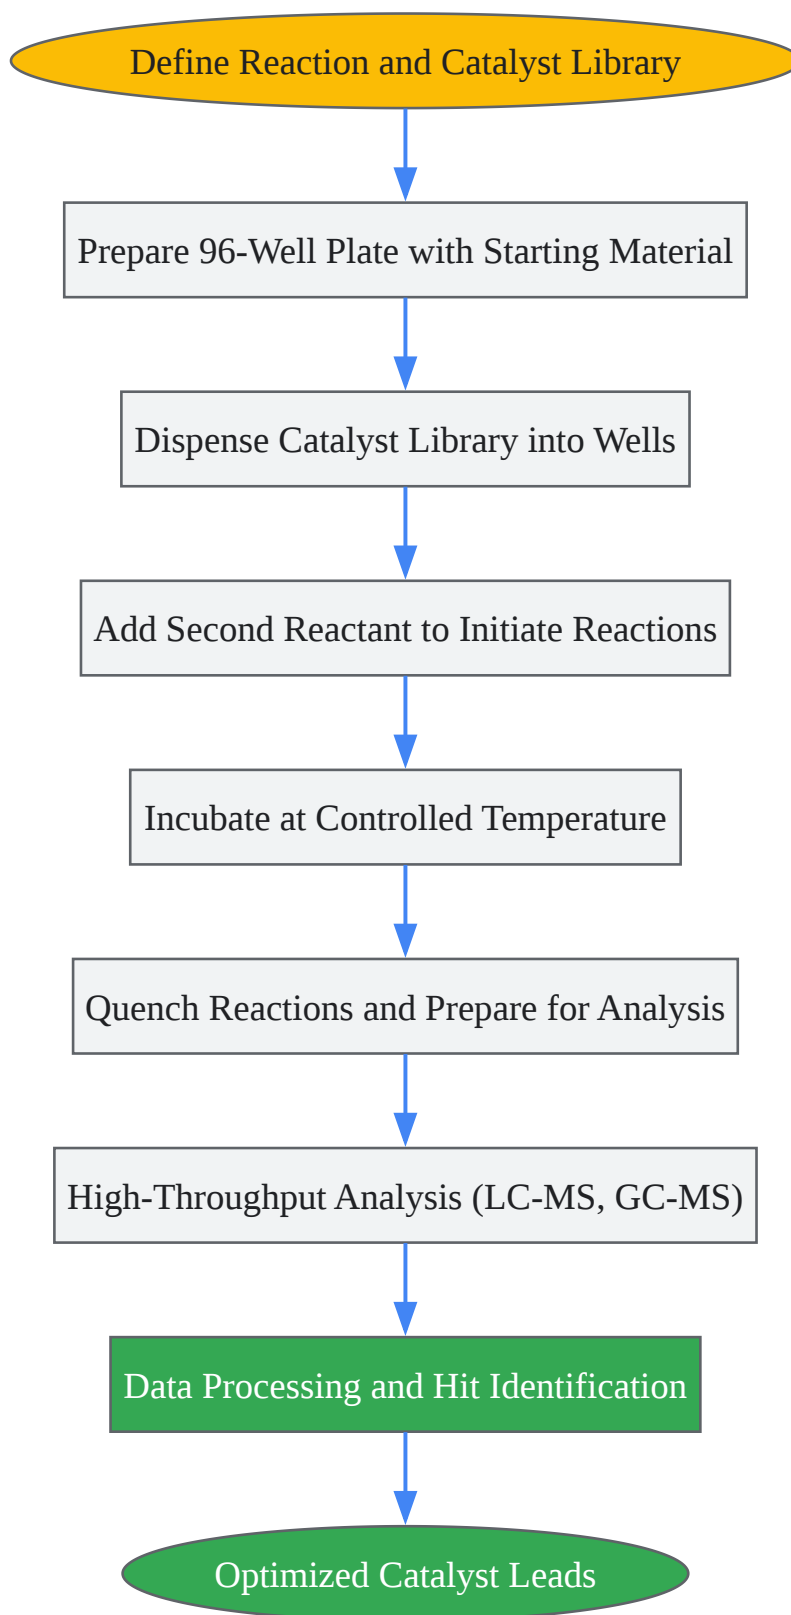 Define Reaction and Catalyst Library
Prepare 96-Well Plate with Starting Material
Dispense Catalyst Library into Wells
Add Second Reactant to Initiate Reactions
Incubate at Controlled Temperature
Quench Reactions and Prepare for Analysis
High-Throughput Analysis (LC-MS, GC-MS)
Data Processing and Hit Identification
Optimized Catalyst Leads